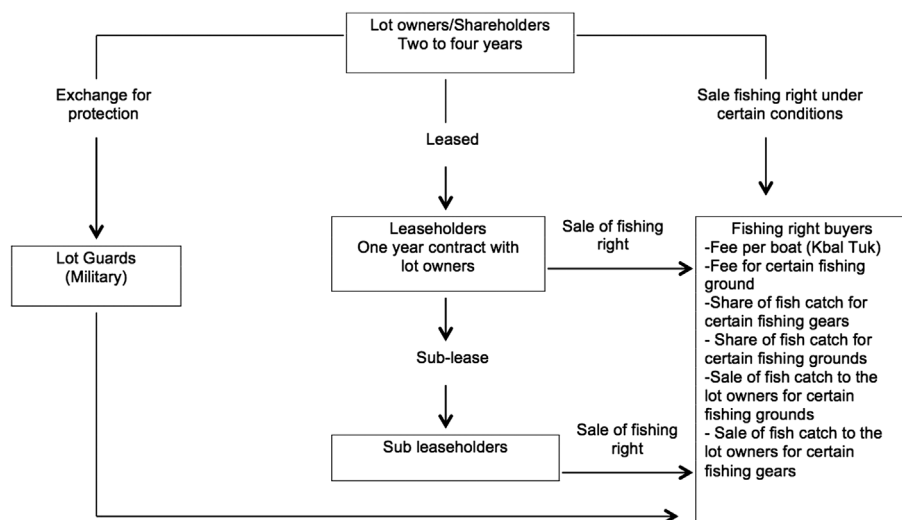 Lot owners/Shareholders
Two to four years
Exchange for
protection
Sale fishing right under
certain conditions
Leased
Leaseholders
One year contract with
lot owners
Sale of fishing
right
Lot Guards
(Military)
Fishing right buyers
-Fee per boat (Kbal Tuk)
-Fee for certain fishing
ground
-Share of fish catch for
certain fishing gears
- Share of fish catch for
certain fishing grounds
-Sale of fish catch to the
lot owners for certain
fishing grounds
- Sale of fish catch to the
lot owners for certain
fishing gears
Sub-lease
Sub leaseholders
Sale of fishing
right